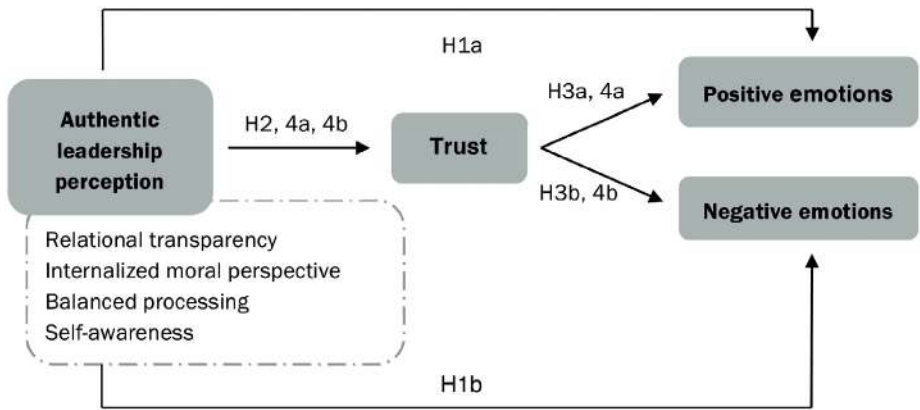 H1a
Authentic
leadership
perception
H2, 4a, 4b
Trust
H3a, 4a
Positive emotions
H3b, 4b
Negative emotions
Relational transparency
Internalized moral perspective
Balanced processing
Self-awareness
H1b